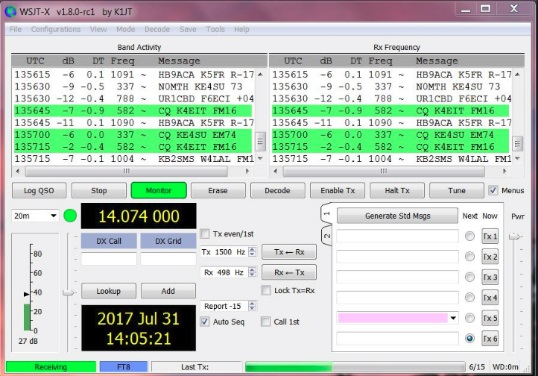 WSJT-X v1.8.0-rc1 by K1JT
File Configurations View Mode Decode Save Tools Help
Band Activity
UTC dB DT Freq Message
135615 -6 0.1 1091 ~ HB9ACA K5FR R-17
135630 -9 -0.5 337 ~ N0MTH KE4SU 73
135630 -12 -0.4 788 ~ UR1CBD F6ECI +04
135645 -7 -0.9 582 ~ CQ K4EIT FM16
135645 -11 0.1 1090 ~ HB9ACA K5FR R-17
135700 -6 0.0 337 ~ CQ KE4SU EM74
135715 -2 -0.4 582 ~ CQ K4EIT FM16
135715 -7 -0.1 1004 ~ KB2SMS W4LAL FM1
Rx Frequency
UTC dB DT Freq Message
135615 -6 0.1 1091 ~ HB9ACA K5FR R-17
135630 -9 -0.5 337 ~ N0MTH KE4SU 73
135630 -12 -0.4 788 ~ UR1CBD F6ECI +04
135645 -7 -0.9 582 ~ CQ K4EIT FM16
135645 -11 0.1 1090 ~ HB9ACA K5FR R-17
135700 -6 0.0 337 ~ CQ KE4SU EM74
135715 -2 -0.4 582 ~ CQ K4EIT FM16
135715 -7 -0.1 1004 ~ KB2SMS W4LAL FM1
Log QSO Stop Monitor Erase Decode Enable Tx Halt Tx Tune Menus
20m 14.074 000
DX Call DX Grid
Lookup Add
2017 Jul 31
14:05:21
-80
-60
-40
-20
-0
27 dB
Tx even/1st
Tx 1500 Hz Tx ← Rx
Rx 498 Hz Rx ← Tx
Lock Tx=Rx
Report -15
Auto Seq Call 1st
1
2
Generate Std Msgs Next Now Pwr
Tx 1
Tx 2
Tx 3
Tx 4
Tx 5
Tx 6
Receiving FT8 Last Tx: 6/15 WD:0m